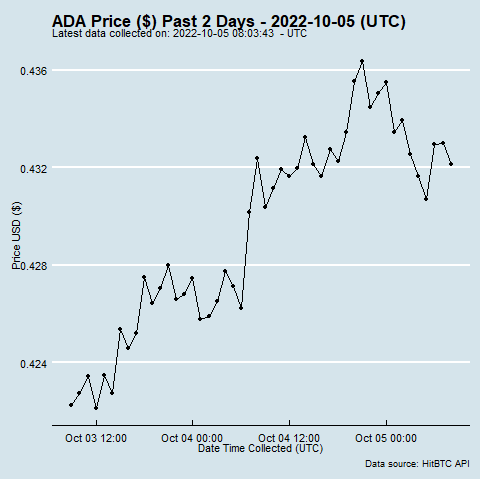 ADA Price ($) Past 2 Days - 2022-10-05 (UTC)
Latest data collected on: 2022-10-05 08:03:43 - UTC
0.436
0.432
0.428
0.424
Price USD ($)
Oct 03 12:00 Oct 04 00:00 Oct 04 12:00 Oct 05 00:00
Date Time Collected (UTC)
Data source: HitBTC API